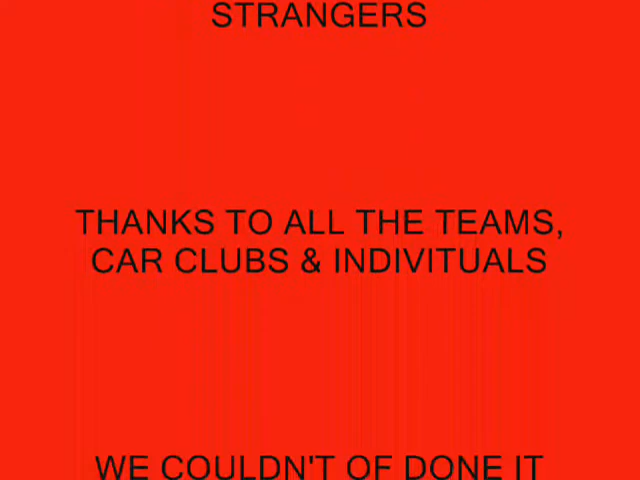 STRANGERS
THANKS TO ALL THE TEAMS,
CAR CLUBS & INDIVITUALS
WE COULDN'T OF DONE IT